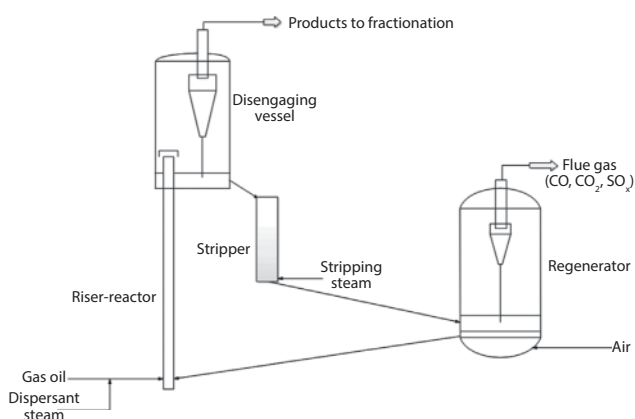 Products to fractionation
Disengaging
vessel
Flue gas
(CO, CO₂, SOₓ)
Stripper
Stripping
steam
Regenerator
Riser-reactor
Air
Gas oil
Dispersant
steam